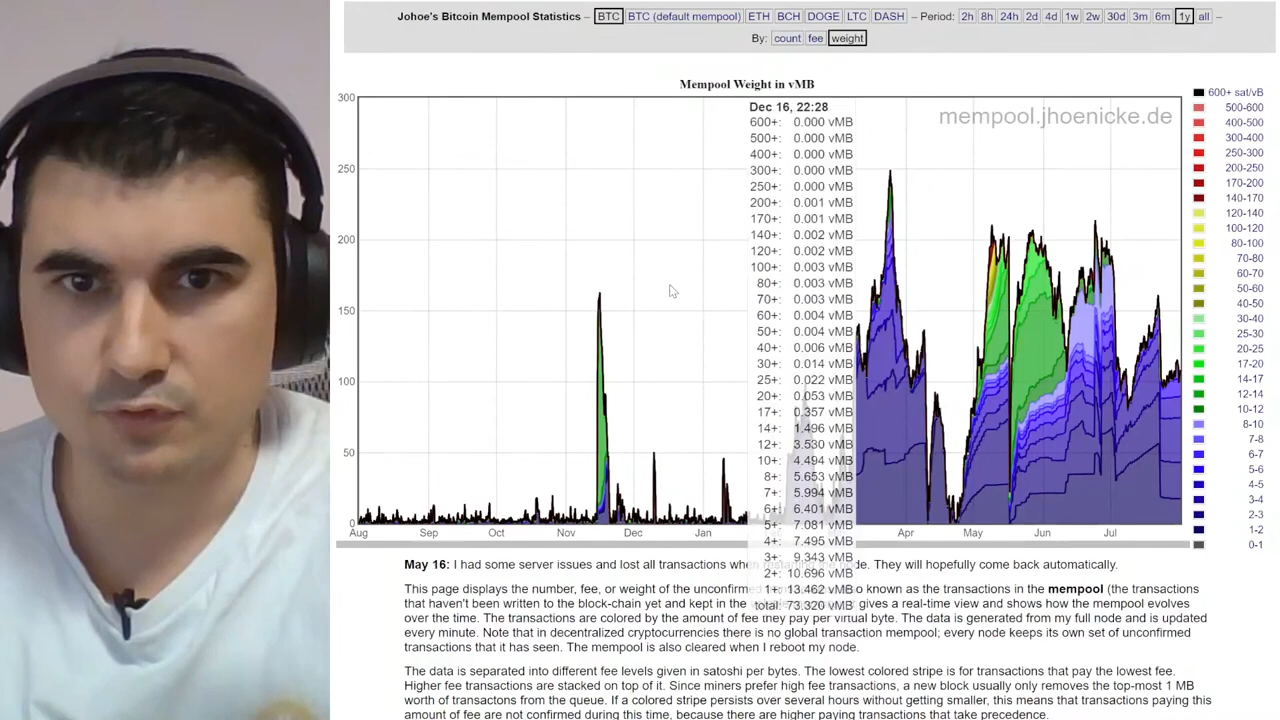 Johoe's Bitcoin Mempool Statistics – BTC BTC (default mempool) ETH BCH DOGE LTC DASH – Period: 2h 8h 24h 2d 4d 1w 2w 30d 3m 6m 1y all –
By: count fee weight
Mempool Weight in vMB
mempool.jhoenicke.de
300
250
200
150
100
50
0
Aug Sep Oct Nov Dec Jan Apr May Jun Jul
Dec 16, 22:28
600+: 0.000 vMB
500+: 0.000 vMB
400+: 0.000 vMB
300+: 0.000 vMB
250+: 0.000 vMB
200+: 0.001 vMB
170+: 0.001 vMB
140+: 0.002 vMB
120+: 0.002 vMB
100+: 0.003 vMB
80+: 0.003 vMB
70+: 0.003 vMB
60+: 0.004 vMB
50+: 0.004 vMB
40+: 0.006 vMB
30+: 0.014 vMB
25+: 0.022 vMB
20+: 0.053 vMB
17+: 0.357 vMB
14+: 1.496 vMB
12+: 3.530 vMB
10+: 4.494 vMB
8+: 5.653 vMB
7+: 5.994 vMB
6+: 6.401 vMB
5+: 7.081 vMB
4+: 7.495 vMB
3+: 9.343 vMB
2+: 10.696 vMB
1+: 13.462 vMB
total: 73.320 vMB
600+ sat/vB
500-600
400-500
300-400
250-300
200-250
170-200
140-170
120-140
100-120
80-100
70-80
60-70
50-60
40-50
30-40
25-30
20-25
17-20
14-17
12-14
10-12
8-10
7-8
6-7
5-6
4-5
3-4
2-3
1-2
0-1
May 16: I had some server issues and lost all transactions when restarting the node. They will hopefully come back automatically.
This page displays the number, fee, or weight of the unconfirmed known as the transactions in the mempool (the transactions
that haven't been written to the block-chain yet and kept in the gives a real-time view and shows how the mempool evolves
over the time. The transactions are colored by the amount of fee they pay per virtual byte. The data is generated from my full node and is updated
every minute. Note that in decentralized cryptocurrencies there is no global transaction mempool; every node keeps its own set of unconfirmed
transactions that it has seen. The mempool is also cleared when I reboot my node.
The data is separated into different fee levels given in satoshi per bytes. The lowest colored stripe is for transactions that pay the lowest fee.
Higher fee transactions are stacked on top of it. Since miners prefer high fee transactions, a new block usually only removes the top-most 1 MB
worth of transactons from the queue. If a colored stripe persists over several hours without getting smaller, this means that transactions paying this
amount of fee are not confirmed during this time, because there are higher paying transactions that take precedence.